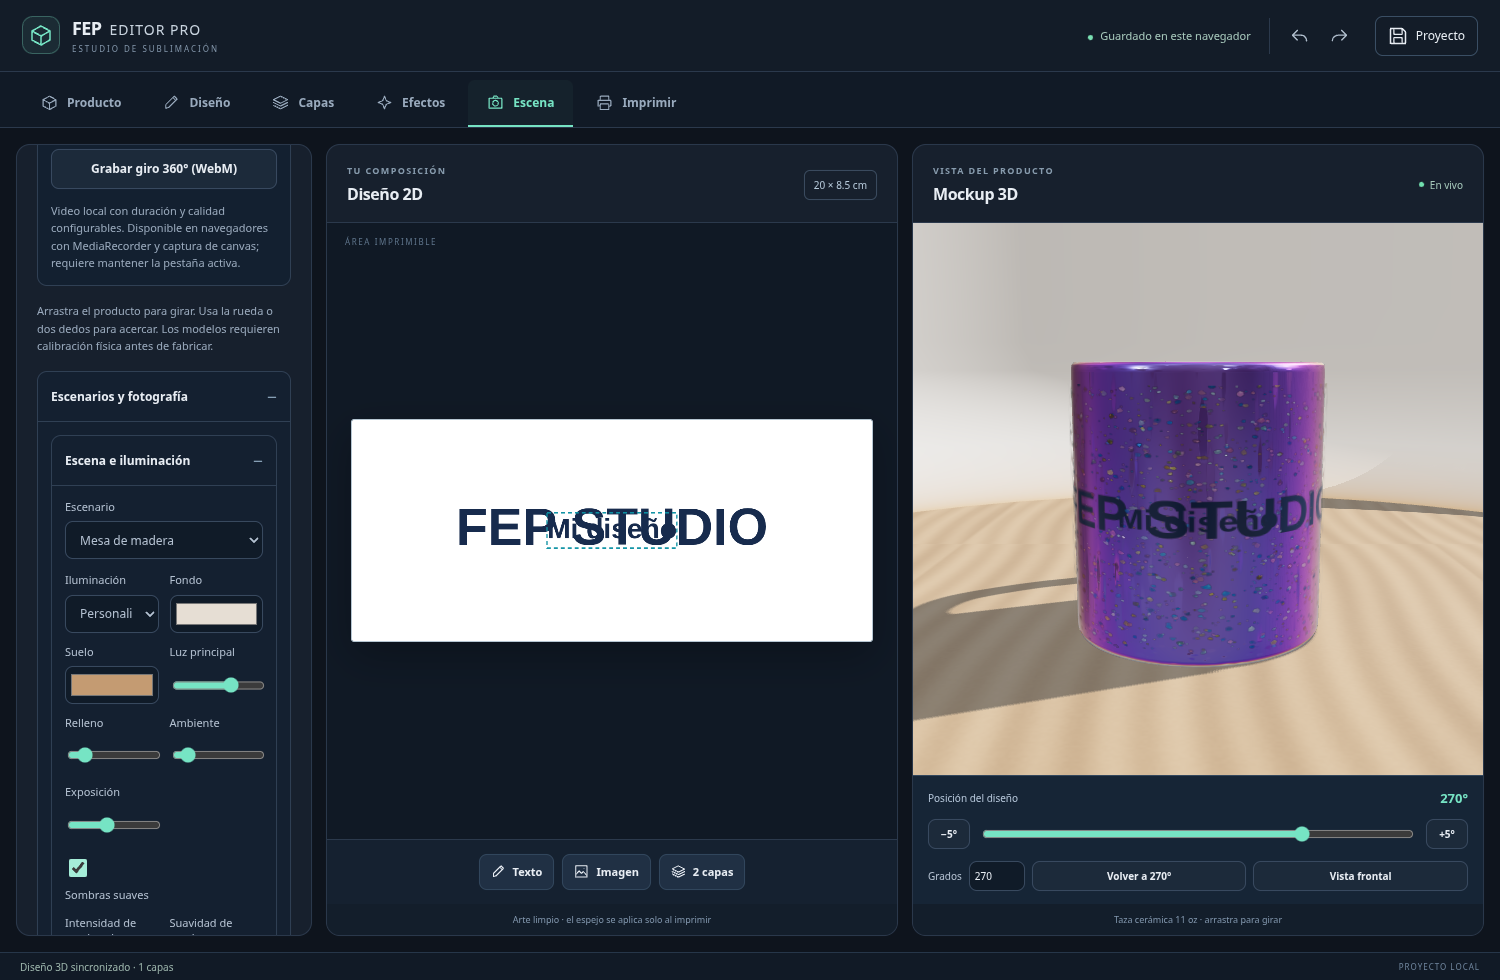 FEP EDITOR PRO
ESTUDIO DE SUBLIMACIÓN
Guardado en este navegador
Proyecto
Producto
Diseño
Capas
Efectos
Escena
Imprimir
Grabar giro 360° (WebM)
Video local con duración y calidad
configurables. Disponible en navegadores
con MediaRecorder y captura de canvas;
requiere mantener la pestaña activa.
Arrastra el producto para girar. Usa la rueda o
dos dedos para acercar. Los modelos requieren
calibración física antes de fabricar.
Escenarios y fotografía
Escena e iluminación
Escenario
Mesa de madera
Iluminación
Fondo
Personali
Suelo
Luz principal
Relleno
Ambiente
Exposición
Sombras suaves
Intensidad de
Suavidad de
TU COMPOSICIÓN
Diseño 2D
20 × 8.5 cm
ÁREA IMPRIMIBLE
FEP STUDIO
Mi diseño
Texto
Imagen
2 capas
Arte limpio · el espejo se aplica solo al imprimir
VISTA DEL PRODUCTO
Mockup 3D
En vivo
FEP STUDIO
Mi diseño
Posición del diseño
270°
−5°
+5°
Grados
270
Volver a 270°
Vista frontal
Taza cerámica 11 oz · arrastra para girar
Diseño 3D sincronizado · 1 capas
PROYECTO LOCAL